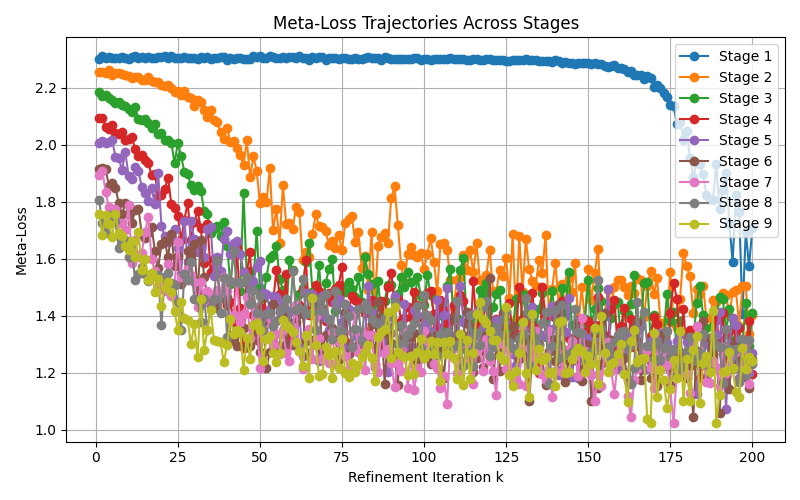 Meta-Loss Trajectories Across Stages
Meta-Loss
2.2
2.0
1.8
1.6
1.4
1.2
1.0
0
25
50
75
100
125
150
175
200
Refinement Iteration k
Stage 1
Stage 2
Stage 3
Stage 4
Stage 5
Stage 6
Stage 7
Stage 8
Stage 9